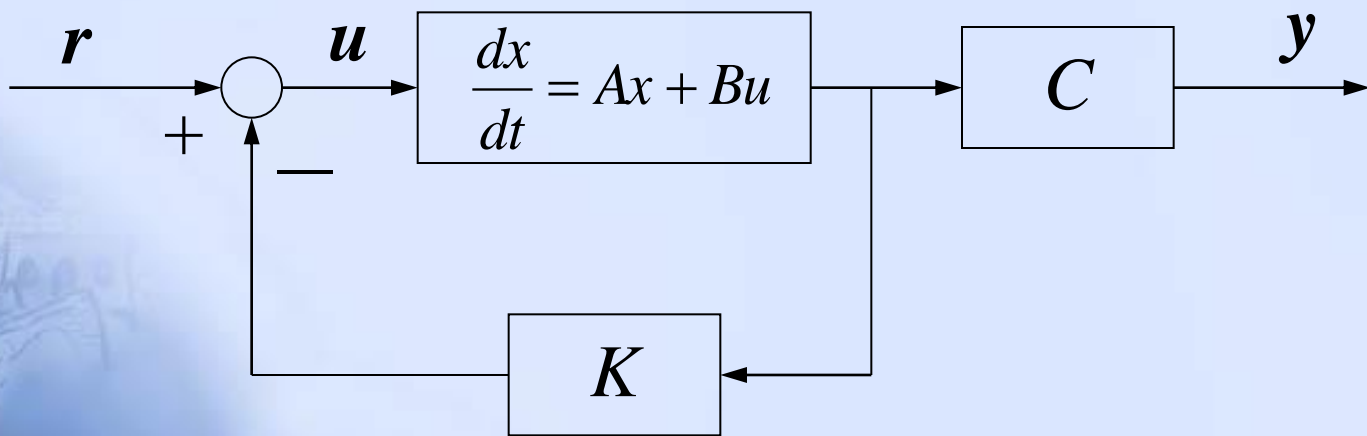 r
+
—
u
dx/dt = Ax + Bu
C
y
K